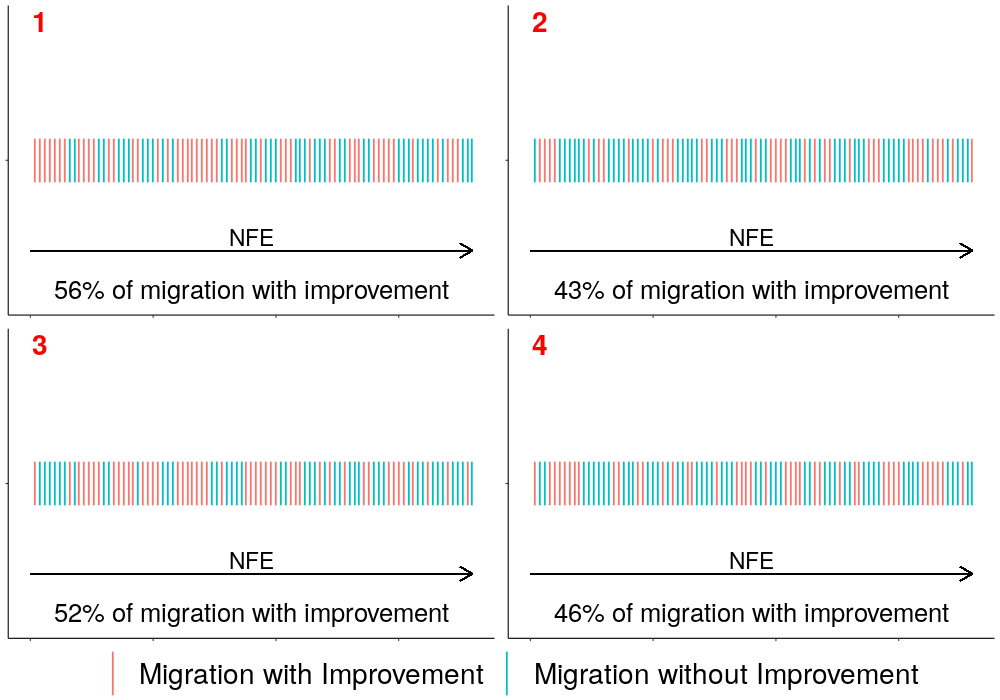 1
NFE
56% of migration with improvement
2
NFE
43% of migration with improvement
3
NFE
52% of migration with improvement
4
NFE
46% of migration with improvement
Migration with Improvement
Migration without Improvement